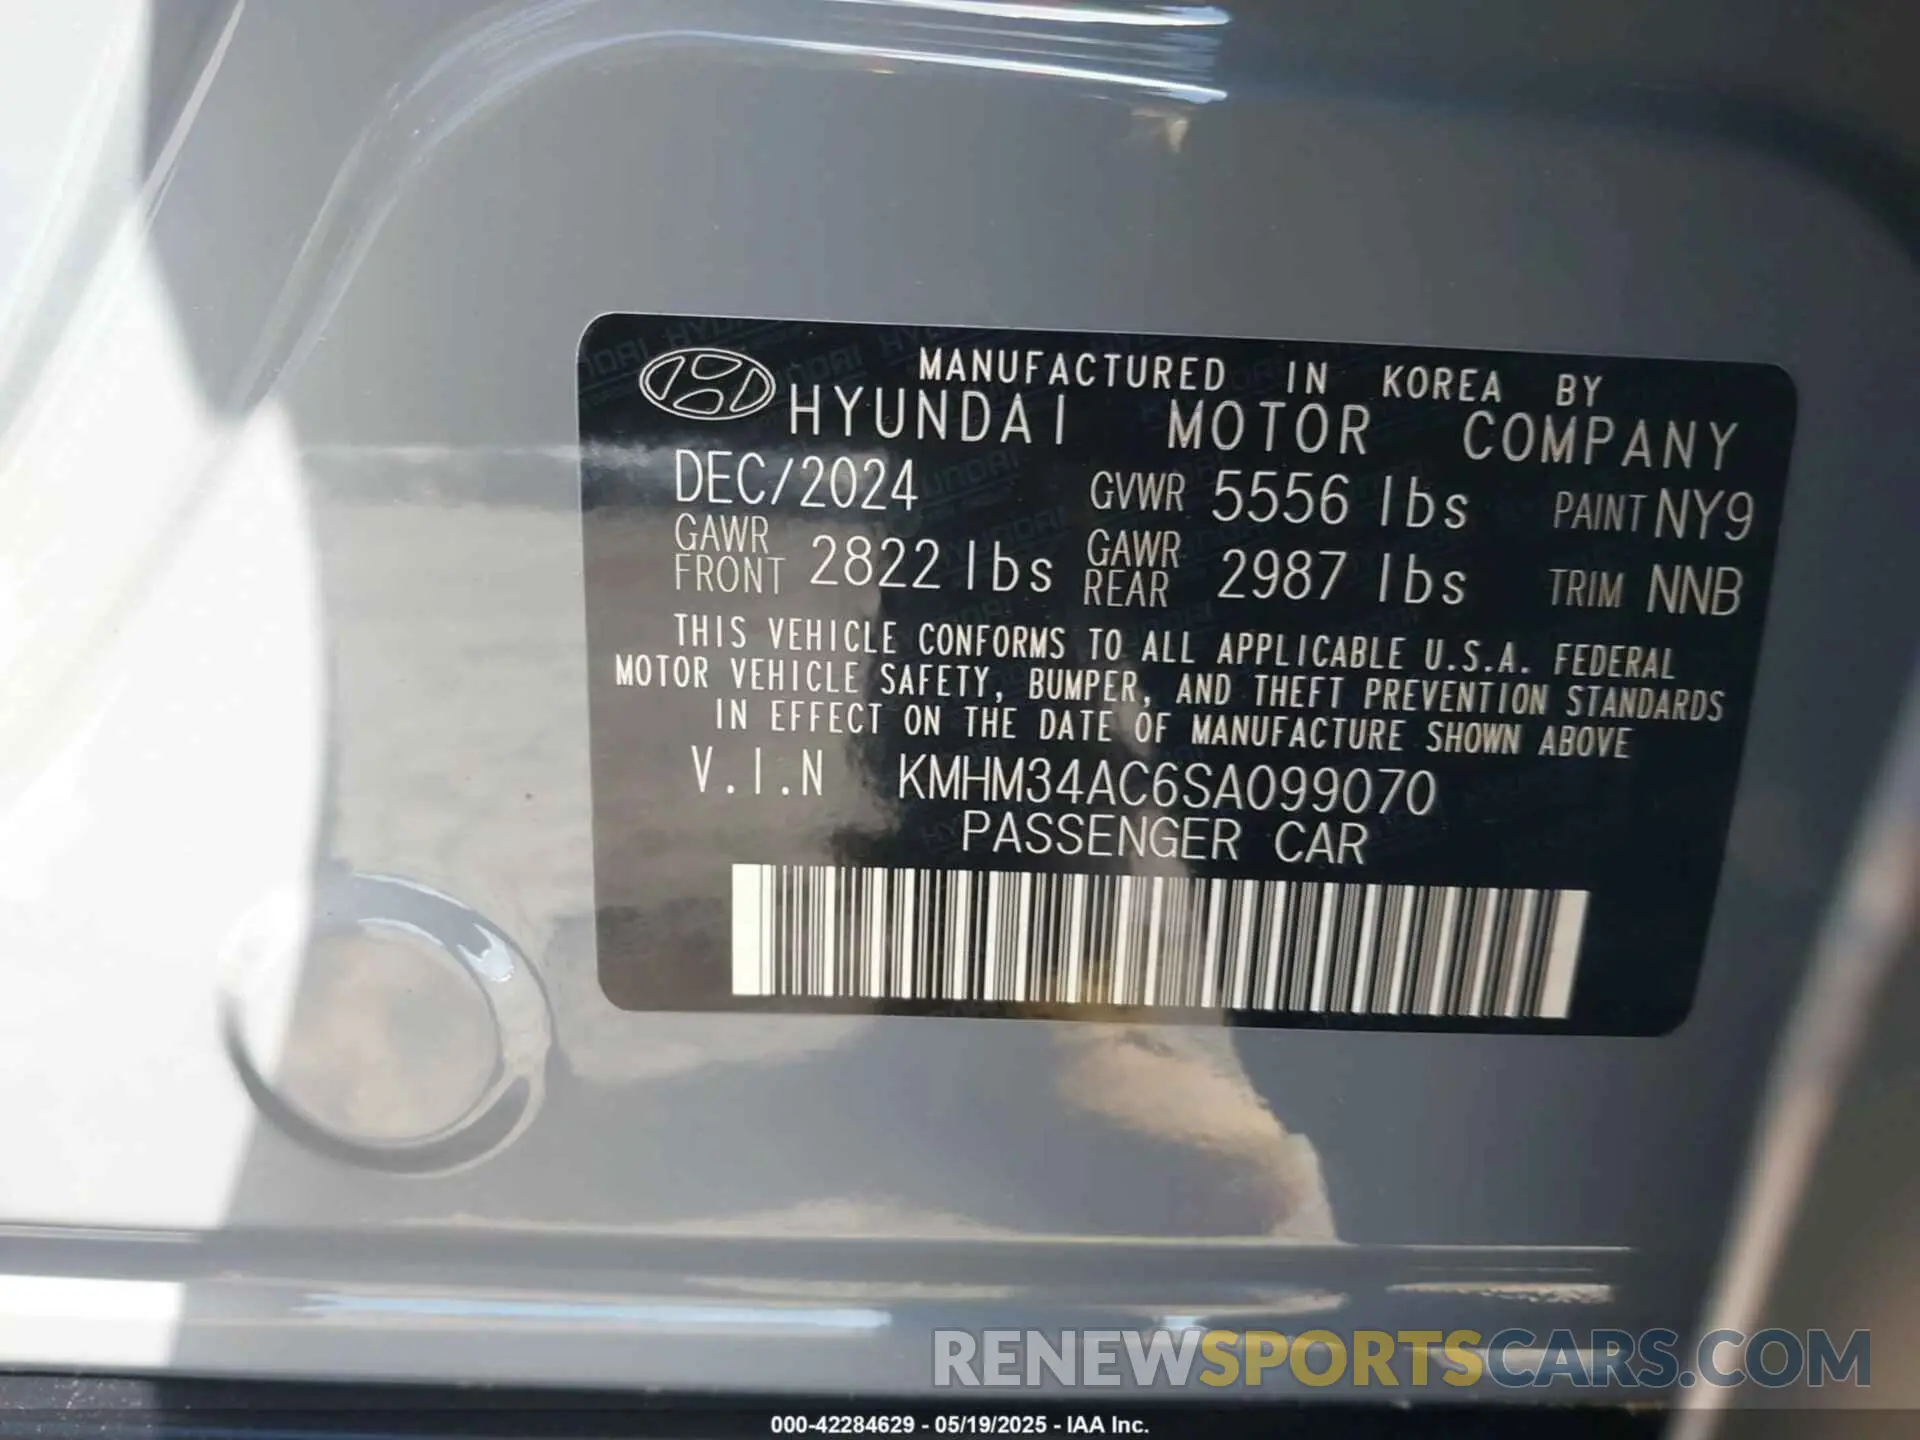 MANUFACTURED IN KOREA BY
HYUNDAI MOTOR COMPANY
DEC/2024 GVWR 5556 lbs PAINT NY9
GAWR FRONT 2822 lbs GAWR REAR 2987 lbs TRIM NNB
THIS VEHICLE CONFORMS TO ALL APPLICABLE U.S.A. FEDERAL
MOTOR VEHICLE SAFETY, BUMPER, AND THEFT PREVENTION STANDARDS
IN EFFECT ON THE DATE OF MANUFACTURE SHOWN ABOVE
V.I.N KMHM34AC6SA099070
PASSENGER CAR
RENEWSPORTSCARS.COM
000-42284629 - 05/19/2025 - IAA Inc.